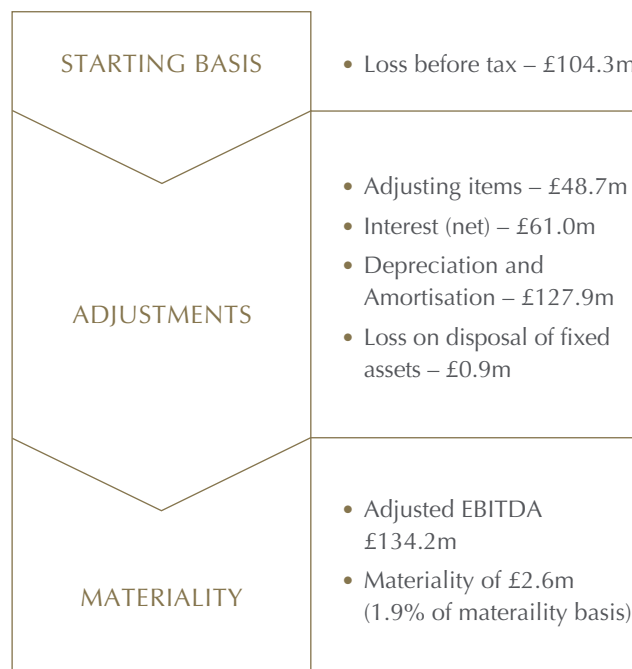 STARTING BASIS
• Loss before tax – £104.3m
ADJUSTMENTS
• Adjusting items – £48.7m
• Interest (net) – £61.0m
• Depreciation and
Amortisation – £127.9m
• Loss on disposal of fixed
assets – £0.9m
MATERIALITY
• Adjusted EBITDA
£134.2m
• Materiality of £2.6m
(1.9% of materaility basis)